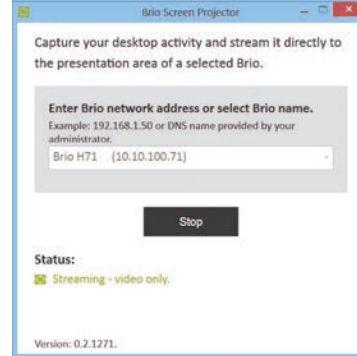 Brio Screen Projector
Capture your desktop activity and stream it directly to
the presentation area of a selected Brio.
Enter Brio network address or select Brio name.
Example: 192.168.1.50 or DNS name provided by your
administrator.
Brio H71 (10.10.100.71)
Stop
Status:
Streaming - video only.
Version: 0.2.1271.